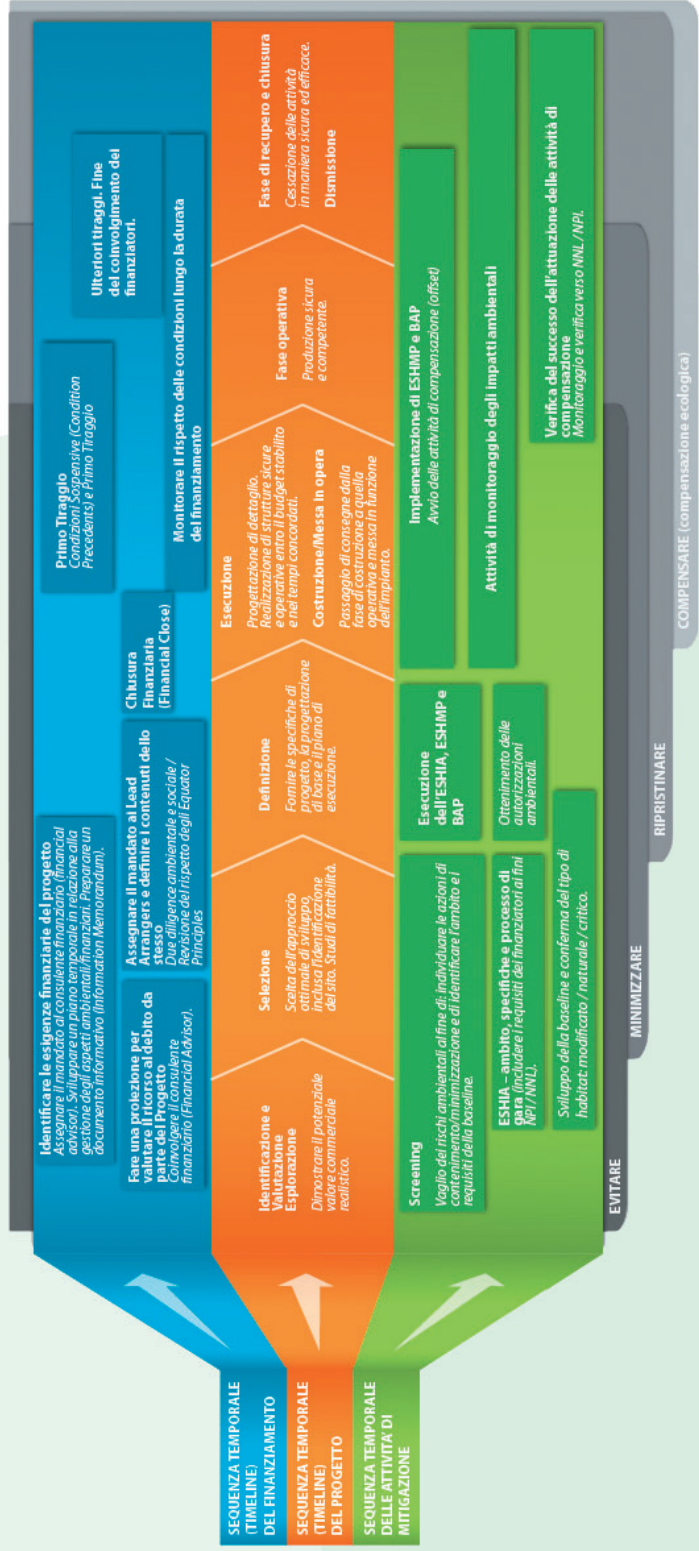 SEQUENZA TEMPORALE
(TIMELINE)
DEL FINANZIAMENTO
Identificare le esigenze finanziarie del progetto
Assegnare il mandato al consulente finanziario (financial
advisor). Sviluppare un piano temporale in relazione alla
gestione degli aspetti ambientali/finanziari. Preparare un
documento informativo (Information Memorandum).
Fare una proiezione per
valutare il ricorso al debito da
parte del Progetto
Coinvolgere il consulente
finanziario (Financial Advisor).
Assegnare il mandato al Lead
Arrangers e definire i contenuti dello
stesso
Due diligence ambientale e sociale /
Revisione del rispetto degli Equator
Principles
Chiusura
Finanziaria
(Financial Close)
Primo Tiraggio
Condizioni Sospensive (Condition
Precedents) e Primo Tiraggio
Monitorare il rispetto delle condizioni lungo la durata
del finanziamento
Ulteriori tiraggi. Fine
del coinvolgimento dei
finanziatori.
SEQUENZA TEMPORALE
(TIMELINE)
DEL PROGETTO
Identificazione e
Valutazione
Esplorazione
Dimostrare il potenziale
valore commerciale
realistico.
Selezione
Scelta dell'approccio
ottimale di sviluppo,
inclusa l'identificazione
del sito. Studi di fattibilità.
Definizione
Fornire le specifiche di
progetto, la progettazione
di base e il piano di
esecuzione.
Esecuzione
Progettazione di dettaglio.
Realizzazione di strutture sicure
e operative entro il budget stabilito
e nei tempi concordati.
Costruzione/Messa in opera
Passaggio di consegne dalla
fase di costruzione a quella
operativa e messa in funzione
dell'impianto.
Fase operativa
Produzione sicura
e competente.
Fase di recupero e chiusura
Cessazione delle attività
in maniera sicura ed efficace.
Dismissione
SEQUENZA TEMPORALE
DELLE ATTIVITA' DI
MITIGAZIONE
Screening
Vaglio dei rischi ambientali al fine di: individuare le azioni di
contenimento/minimizzazione e di identificare l'ambito e i
requisiti della baseline.
ESHIA – ambito, specifiche e processo di
gara (includere i requisiti dei finanziatori ai fini
NPI / NNL).
Sviluppo della baseline e conferma del tipo di
habitat: modificato / naturale / critico.
Esecuzione
dell'ESHIA, ESHMP e
BAP
Ottenimento delle
autorizzazioni
ambientali.
Implementazione di ESHMP e BAP
Avvio delle attività di compensazione (offset)
Attività di monitoraggio degli impatti ambientali
Verifica del successo dell'attuazione delle attività di
compensazione
Monitoraggio e verifica verso NNL / NPI.
EVITARE
MINIMIZZARE
RIPRISTINARE
COMPENSARE (compensazione ecologica)